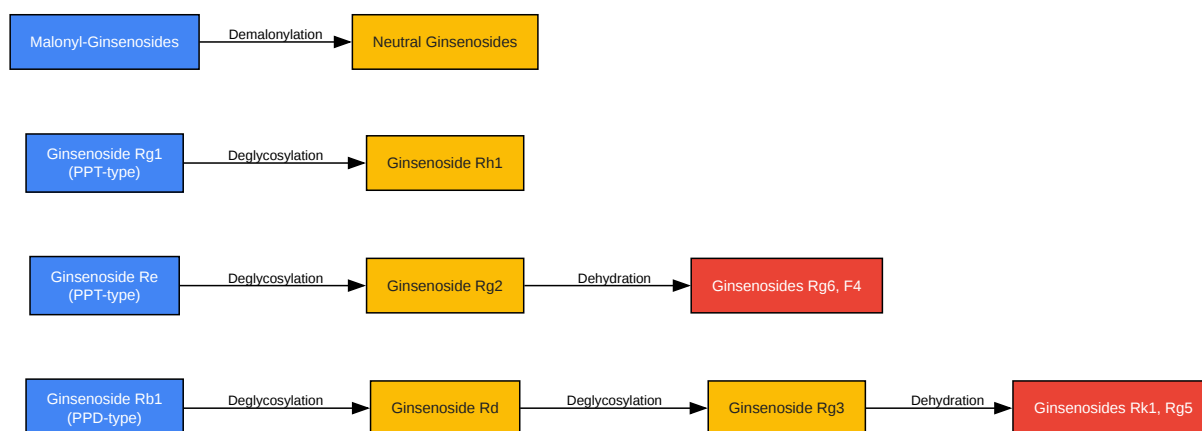 Malonyl-Ginsenosides
Demalonylation
Neutral Ginsenosides
Ginsenoside Rg1
(PPT-type)
Deglycosylation
Ginsenoside Rh1
Ginsenoside Re
(PPT-type)
Deglycosylation
Ginsenoside Rg2
Dehydration
Ginsenosides Rg6, F4
Ginsenoside Rb1
(PPD-type)
Deglycosylation
Ginsenoside Rd
Deglycosylation
Ginsenoside Rg3
Dehydration
Ginsenosides Rk1, Rg5